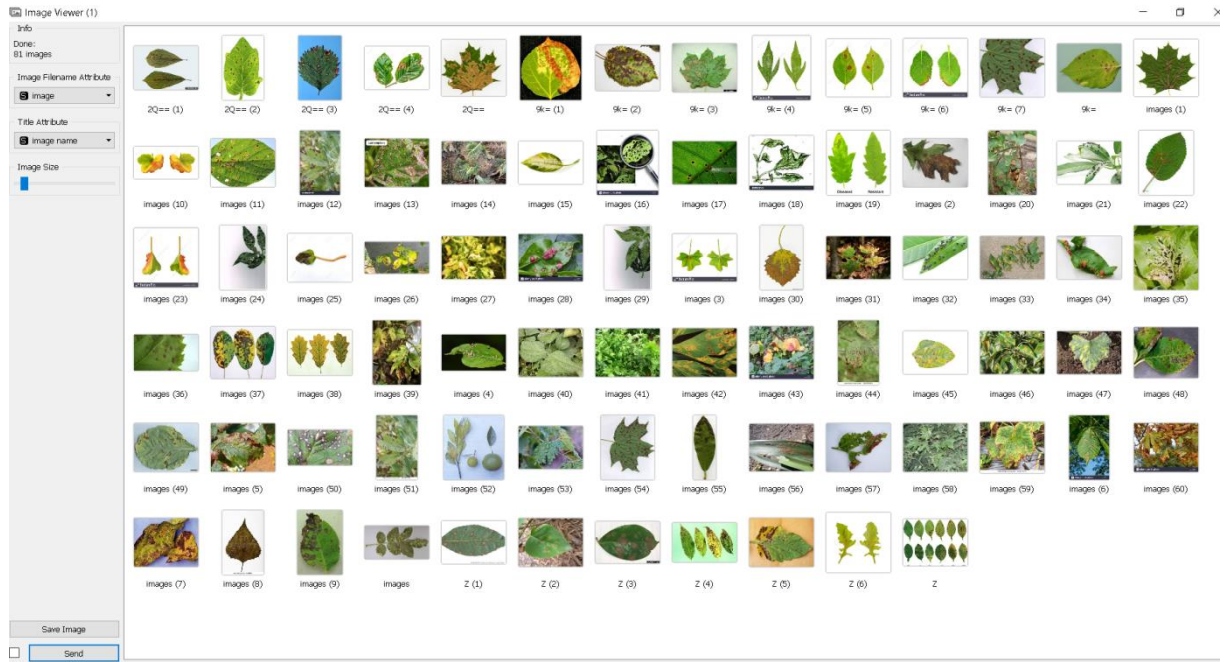 Image Viewer (1)
Info
Done:
81 images
Image Filename Attribute
S image
Title Attribute
S image name
Image Size
2Q== (1) 2Q== (2) 2Q== (3) 2Q== (4) 2Q== 9k= (1) 9k= (2) 9k= (3) 9k= (4) 9k= (5) 9k= (6) 9k= (7) 9k= images (1)
images (10) images (11) images (12) images (13) images (14) images (15) images (16) images (17) images (18) images (19) images (2) images (20) images (21) images (22)
images (23) images (24) images (25) images (26) images (27) images (28) images (29) images (3) images (30) images (31) images (32) images (33) images (34) images (35)
images (36) images (37) images (38) images (39) images (4) images (40) images (41) images (42) images (43) images (44) images (45) images (46) images (47) images (48)
images (49) images (5) images (50) images (51) images (52) images (53) images (54) images (55) images (56) images (57) images (58) images (59) images (6) images (60)
images (7) images (8) images (9) images Z (1) Z (2) Z (3) Z (4) Z (5) Z (6) Z
Save Image
Send